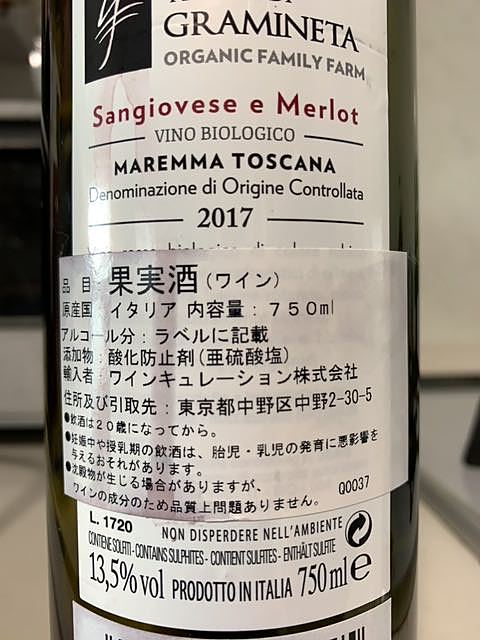 GRAMINETA
ORGANIC FAMILY FARM
Sangiovese e Merlot
VINO BIOLOGICO
MAREMMA TOSCANA
Denominazione di Origine Controllata
2017
品 目：果実酒（ワイン）
原産国：イタリア 内容量：７５０ml
アルコール分：ラベルに記載
添加物：酸化防止剤(亜硫酸塩)
輸入者：ワインキュレーション株式会社
住所及び引取先：東京都中野区中野2-30-5
●飲酒は２０歳になってから。
●妊娠中や授乳期の飲酒は、胎児・乳児の発育に悪影響を
与えるおそれがあります。
●沈殿物が生じる場合がありますが、
ワインの成分のため品質上問題ありません。 Q0037
L. 1720
NON DISPERDERE NELL'AMBIENTE
CONTIENE SOLFITI - CONTAINS SULPHITES - CONTIENT SULFITES - ENTHÄLT SULFITE
13,5% vol PRODOTTO IN ITALIA 750 ml e